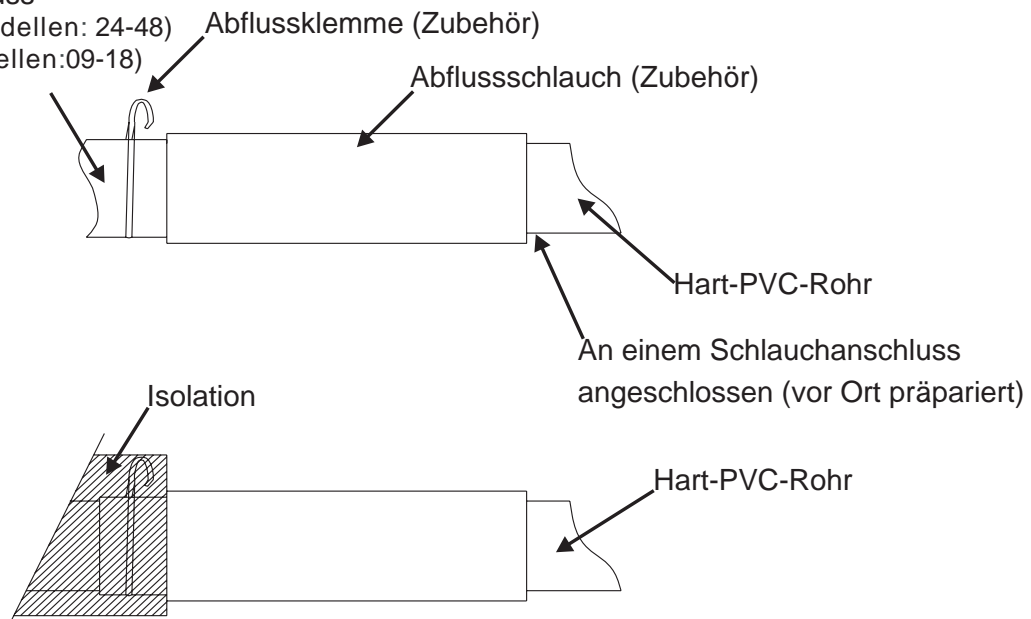 dellen: 24-48)
ellen:09-18)
Abflussklemme (Zubehör)
Abflussschlauch (Zubehör)
Hart-PVC-Rohr
An einem Schlauchanschluss
angeschlossen (vor Ort präpariert)
Isolation
Hart-PVC-Rohr